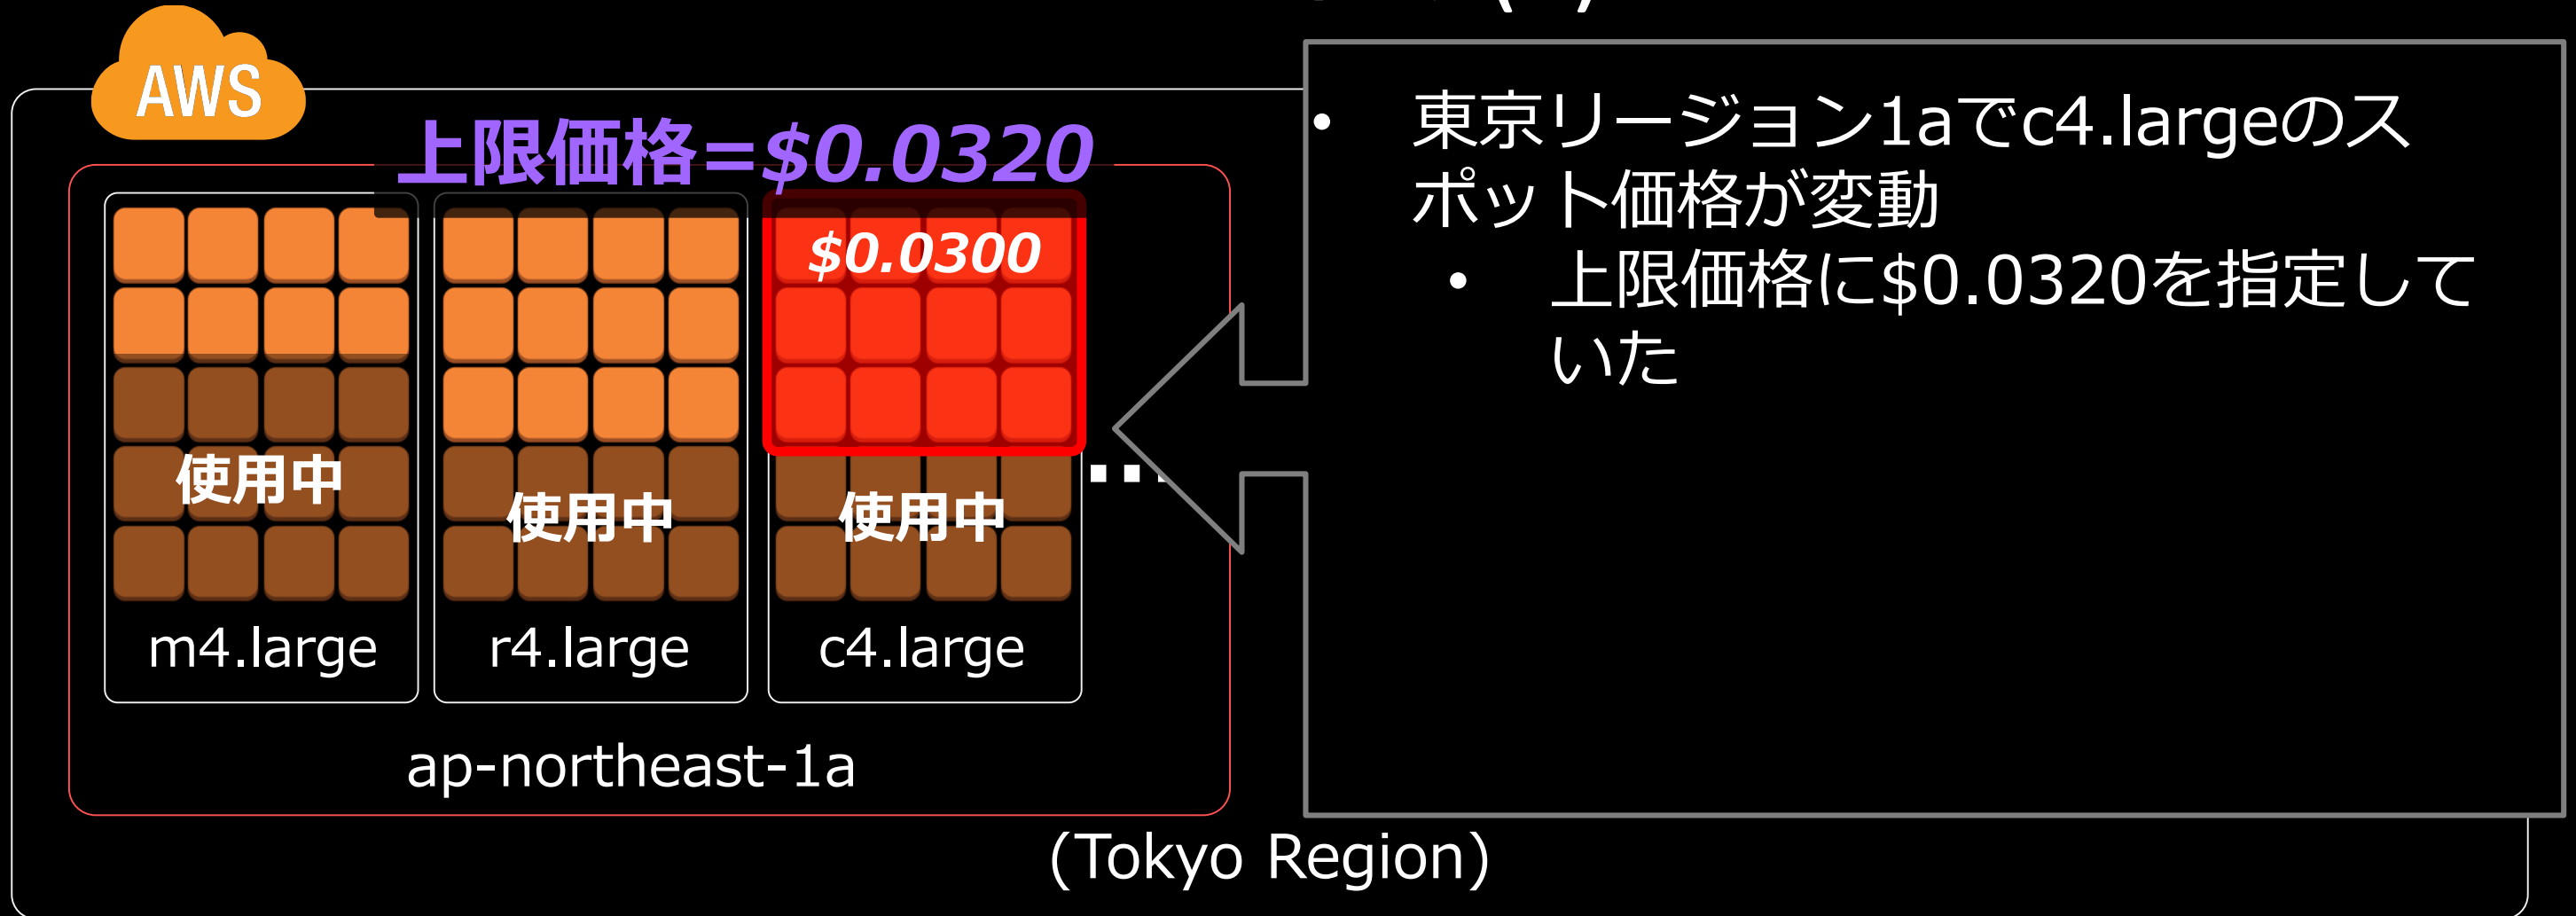 AWS
上限価格=$0.0320
$0.0300
使用中
使用中
使用中
m4.large
r4.large
c4.large
ap-northeast-1a
(Tokyo Region)
• 東京リージョン1aでc4.largeのス
ポット価格が変動
• 上限価格に$0.0320を指定して
いた